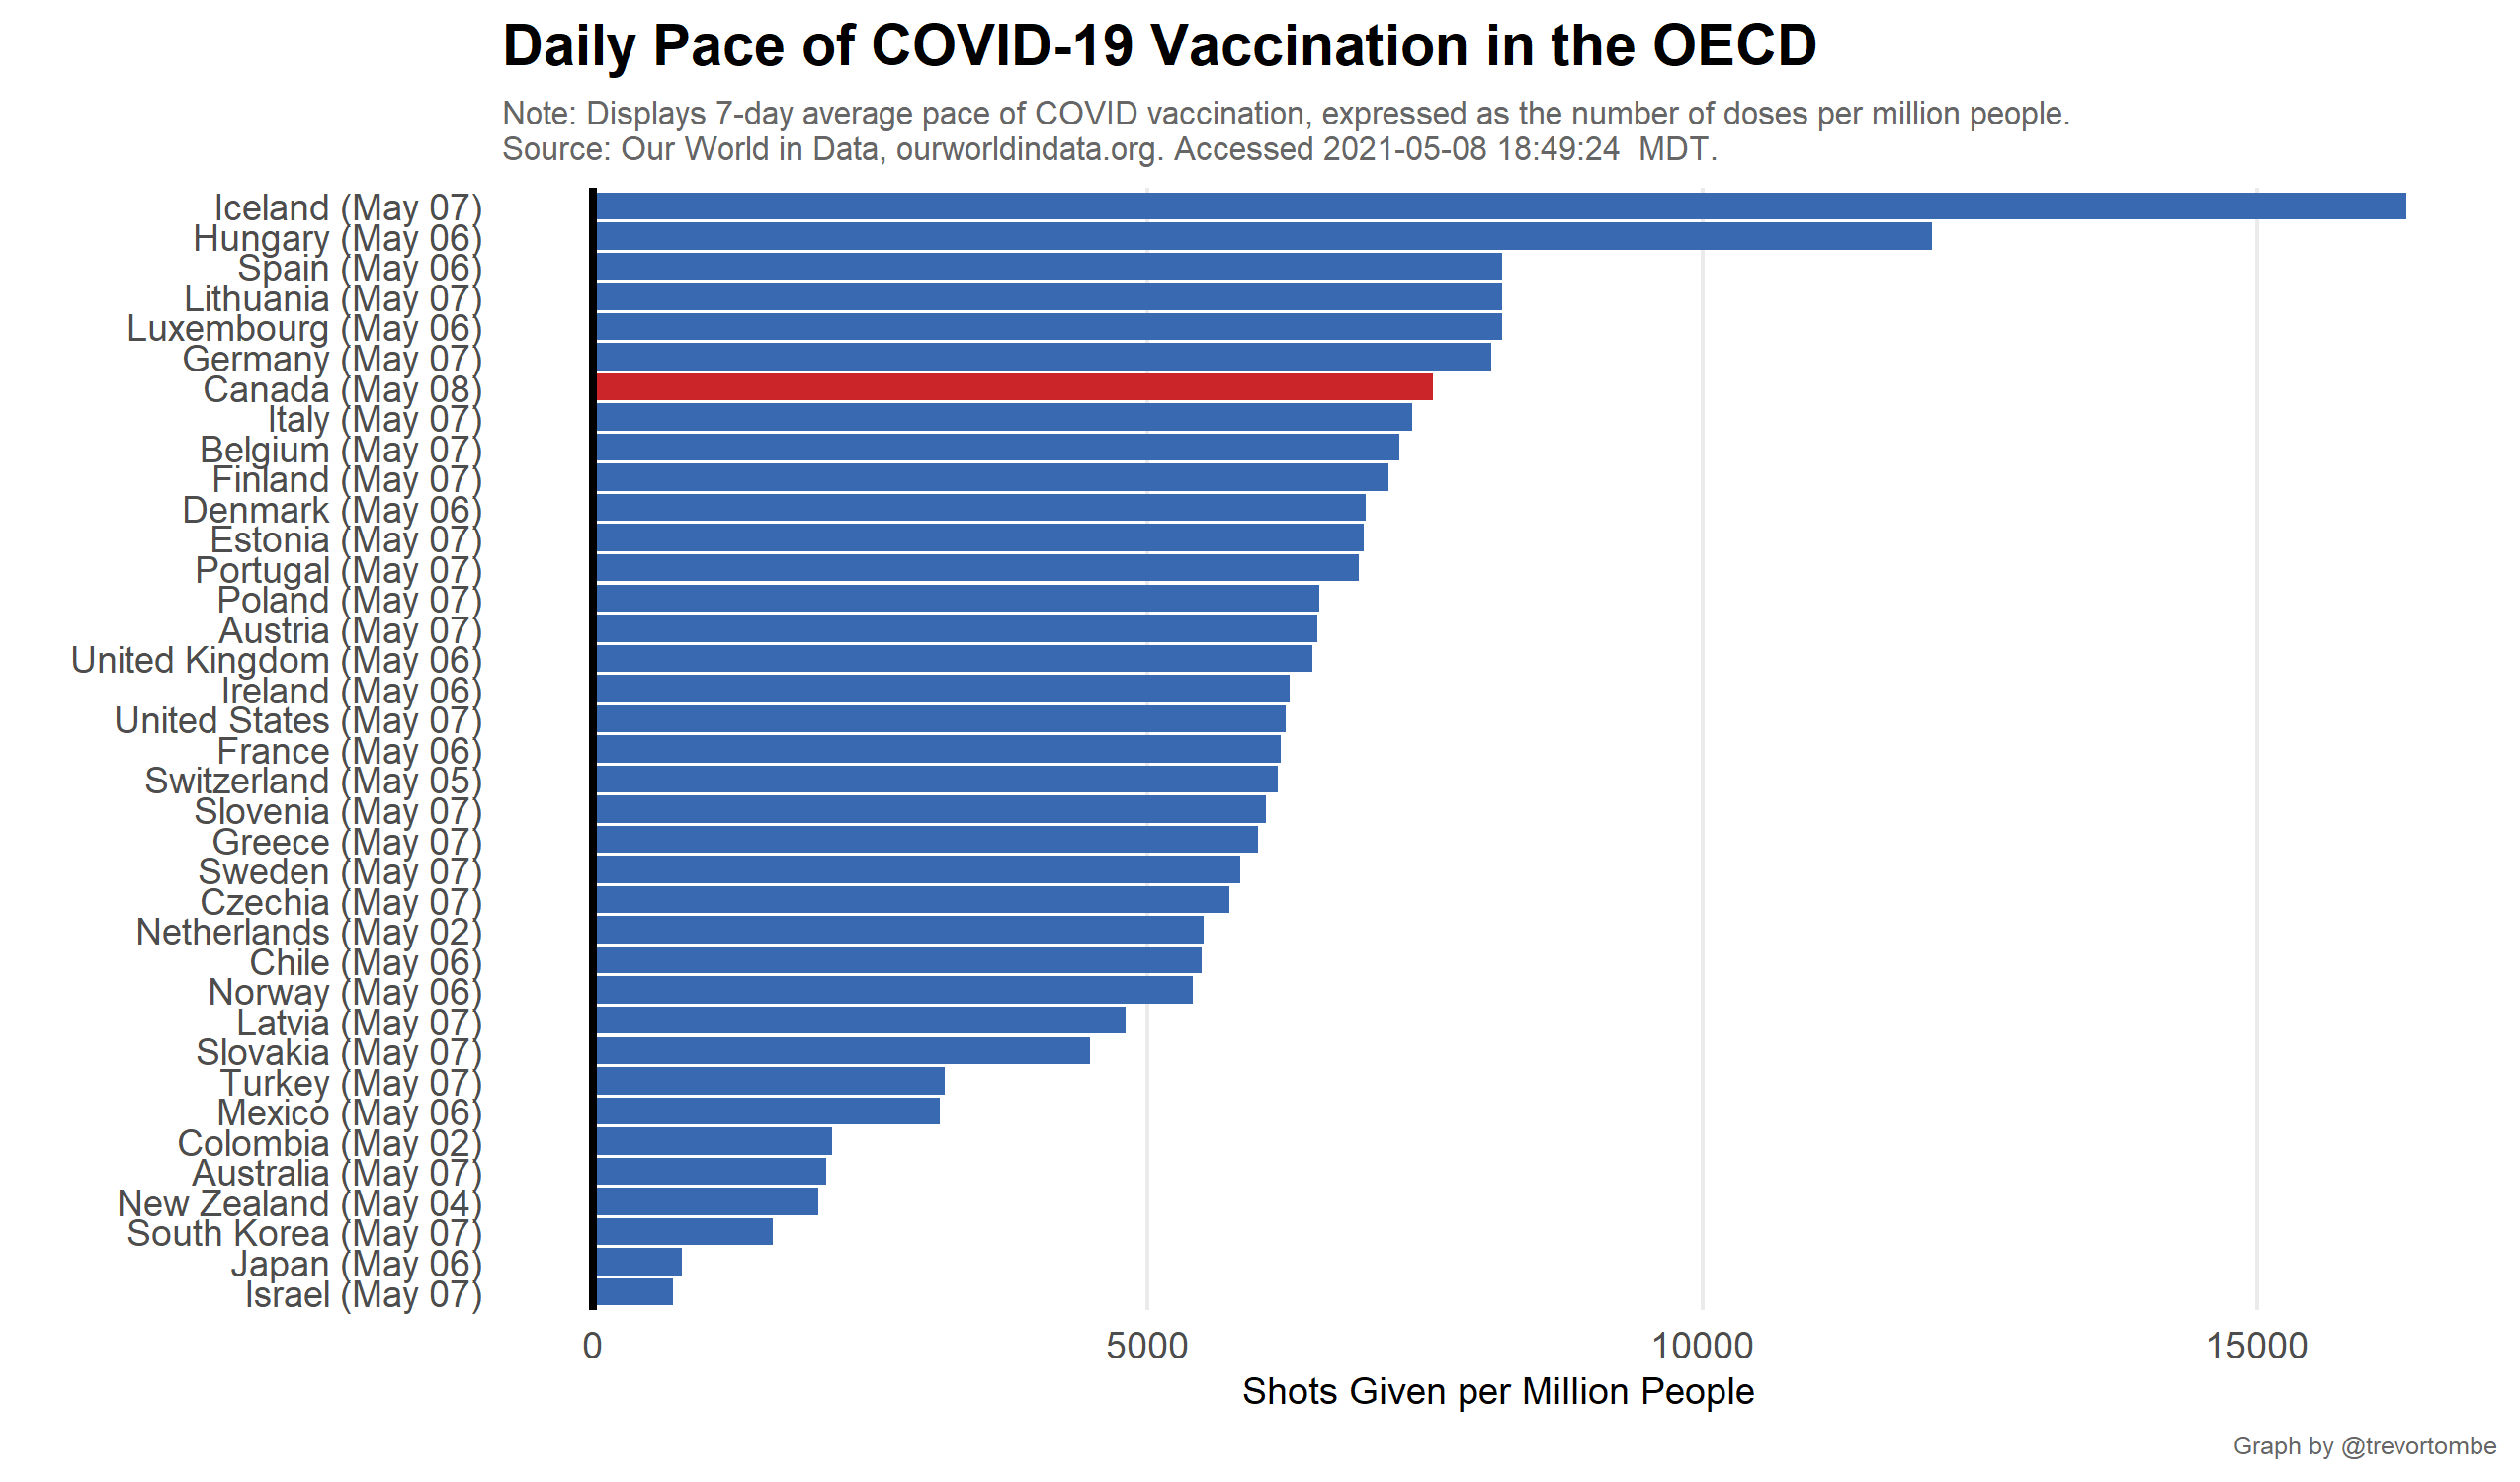 Daily Pace of COVID-19 Vaccination in the OECD
Note: Displays 7-day average pace of COVID vaccination, expressed as the number of doses per million people.
Source: Our World in Data, ourworldindata.org. Accessed 2021-05-08 18:49:24  MDT.
Iceland (May 07)
Hungary (May 06)
Spain (May 06)
Lithuania (May 07)
Luxembourg (May 06)
Germany (May 07)
Canada (May 08)
Italy (May 07)
Belgium (May 07)
Finland (May 07)
Denmark (May 06)
Estonia (May 07)
Portugal (May 07)
Poland (May 07)
Austria (May 07)
United Kingdom (May 06)
Ireland (May 06)
United States (May 07)
France (May 06)
Switzerland (May 05)
Slovenia (May 07)
Greece (May 07)
Sweden (May 07)
Czechia (May 07)
Netherlands (May 02)
Chile (May 06)
Norway (May 06)
Latvia (May 07)
Slovakia (May 07)
Turkey (May 07)
Mexico (May 06)
Colombia (May 02)
Australia (May 07)
New Zealand (May 04)
South Korea (May 07)
Japan (May 06)
Israel (May 07)
0 5000 10000 15000
Shots Given per Million People
Graph by @trevortombe